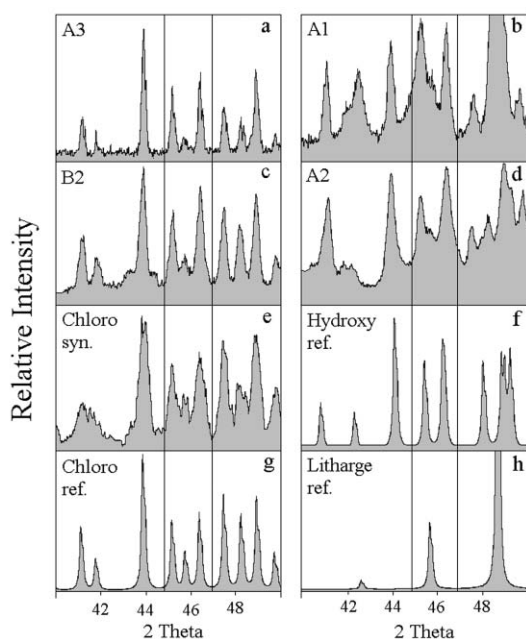 Relative Intensity
A3 a
A1 b
B2 c
A2 d
Chloro e
syn.
Hydroxy f
ref.
Chloro g
ref.
Litharge h
ref.
42 44 46 48
42 44 46 48
2 Theta
2 Theta